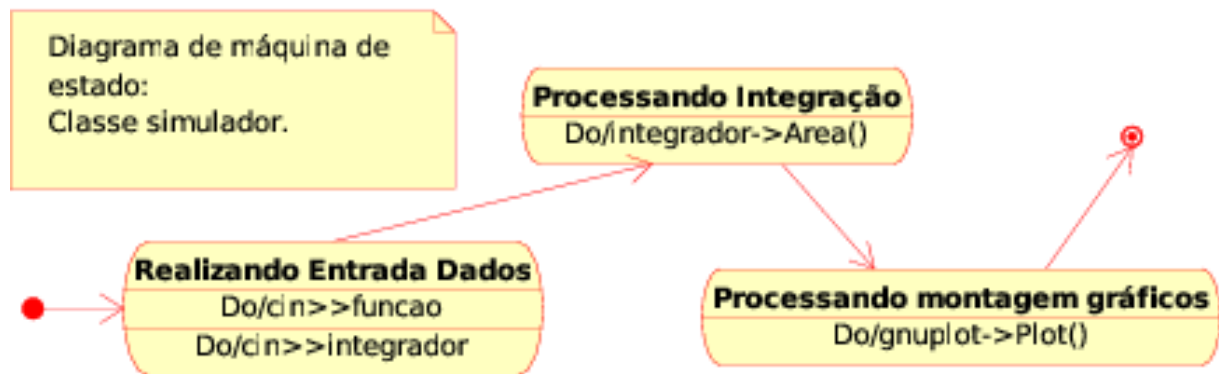 Diagrama de máquina de
estado:
Classe simulador.
Processando Integração
Do/integrador->Area()
Realizando Entrada Dados
Do/cin>>funcao
Do/cin>>integrador
Processando montagem gráficos
Do/gnuplot->Plot()